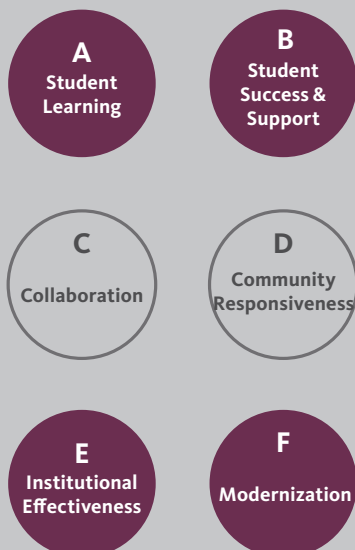 A
Student
Learning
B
Student
Success &
Support
C
Collaboration
D
Community
Responsiveness
E
Institutional
Effectiveness
F
Modernization